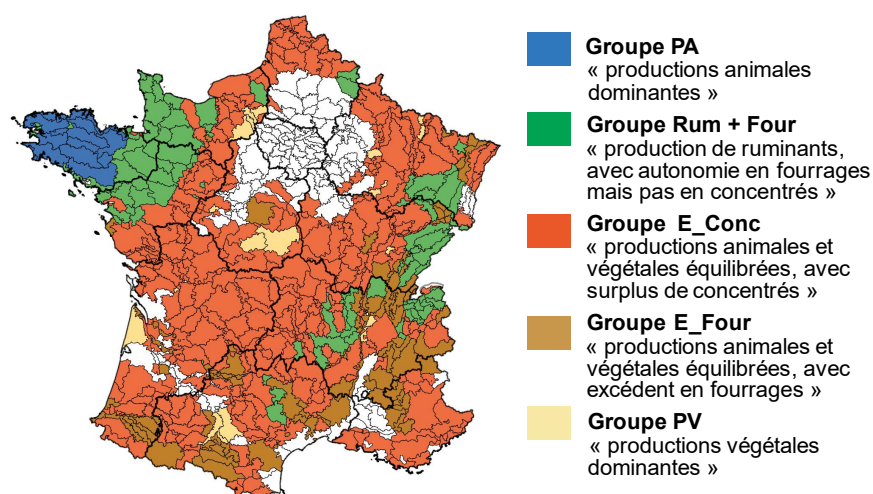 Groupe PA
« productions animales
dominantes »
Groupe Rum + Four
« production de ruminants,
avec autonomie en fourrages
mais pas en concentrés »
Groupe E_Conc
« productions animales et
végétales équilibrées, avec
surplus de concentrés »
Groupe E_Four
« productions animales et
végétales équilibrées, avec
excédent en fourrages »
Groupe PV
« productions végétales
dominantes »